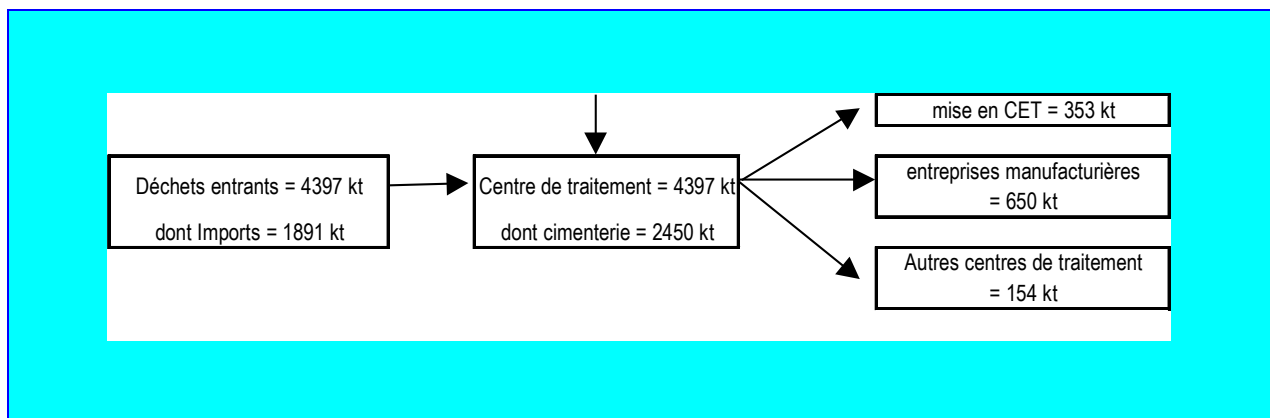 Déchets entrants = 4397 kt
dont Imports = 1891 kt
Centre de traitement = 4397 kt
dont cimenterie = 2450 kt
mise en CET = 353 kt
entreprises manufacturières
= 650 kt
Autres centres de traitement
= 154 kt